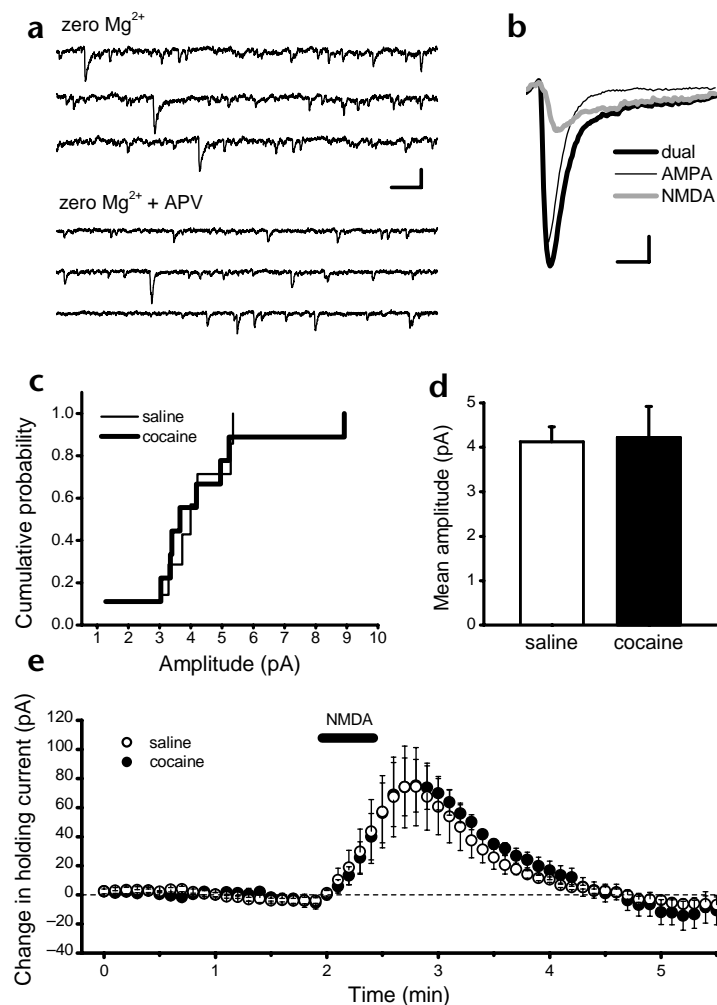 a
zero Mg²⁺
zero Mg²⁺ + APV
b
dual
AMPA
NMDA
c
saline
cocaine
Cumulative probability
1.0
0.8
0.6
0.4
0.2
0.0
1 2 3 4 5 6 7 8 9 10
Amplitude (pA)
d
Mean amplitude (pA)
5
4
3
2
1
0
saline cocaine
e
NMDA
saline
cocaine
Change in holding current (pA)
120
100
80
60
40
20
0
–20
–40
0 1 2 3 4 5
Time (min)